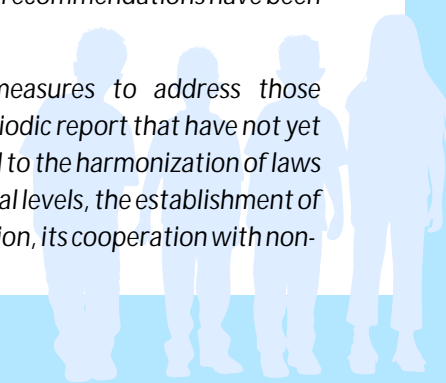 recommendations have been
measures to address those
iodic report that have not yet
l to the harmonization of laws
al levels, the establishment of
ion, its cooperation with non-